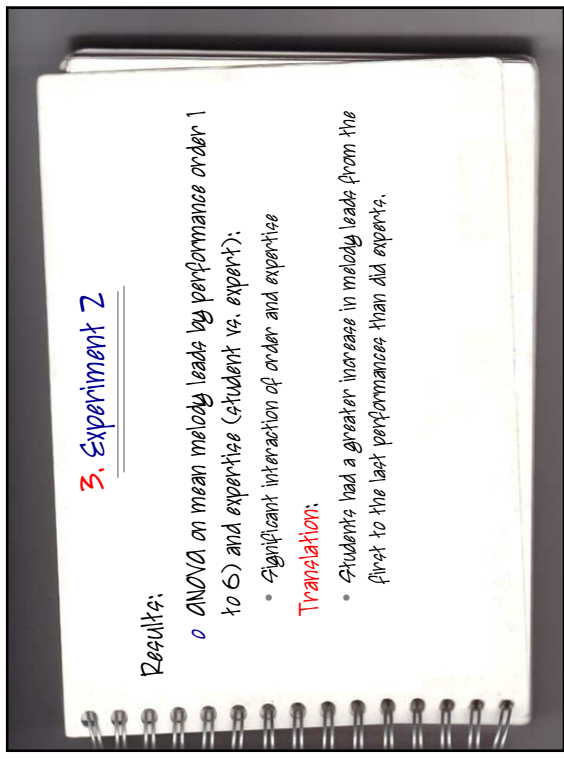 3. Experiment 2
Results:
o ANOVA on mean melody leads by performance order 1
to 6) and expertise (student vs. expert):
• Significant interaction of order and expertise
Translation:
• Students had a greater increase in melody leads from the
first to the last performances than did experts.